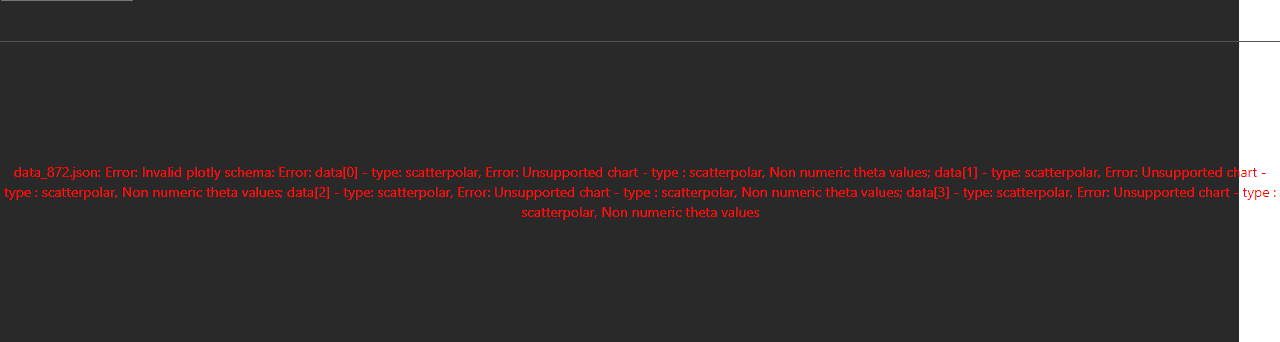 data_872.json: Error: Invalid plotly schema: Error: data[0] - type: scatterpolar, Error: Unsupported chart - type : scatterpolar, Non numeric theta values; data[1] - type: scatterpolar, Error: Unsupported chart -
type : scatterpolar, Non numeric theta values; data[2] - type: scatterpolar, Error: Unsupported chart - type : scatterpolar, Non numeric theta values; data[3] - type: scatterpolar, Error: Unsupported chart - type :
scatterpolar, Non numeric theta values